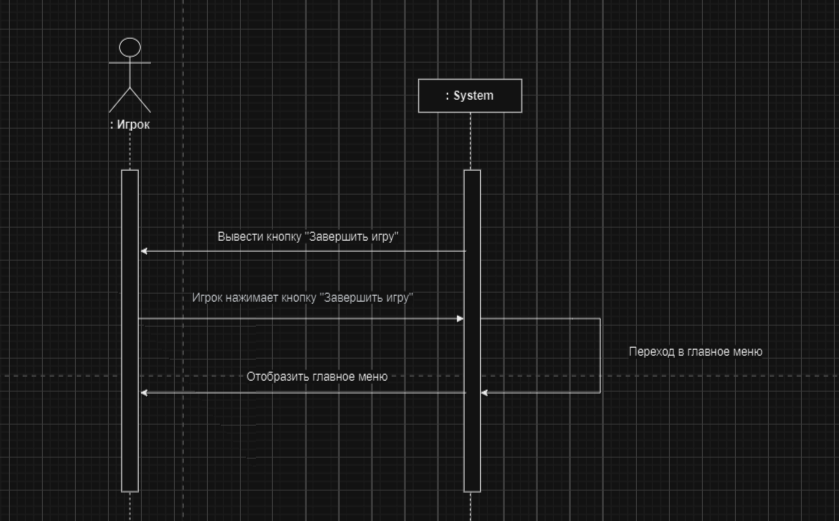 : Игрок
: System
Вывести кнопку "Завершить игру"
Игрок нажимает кнопку "Завершить игру"
Переход в главное меню
Отобразить главное меню